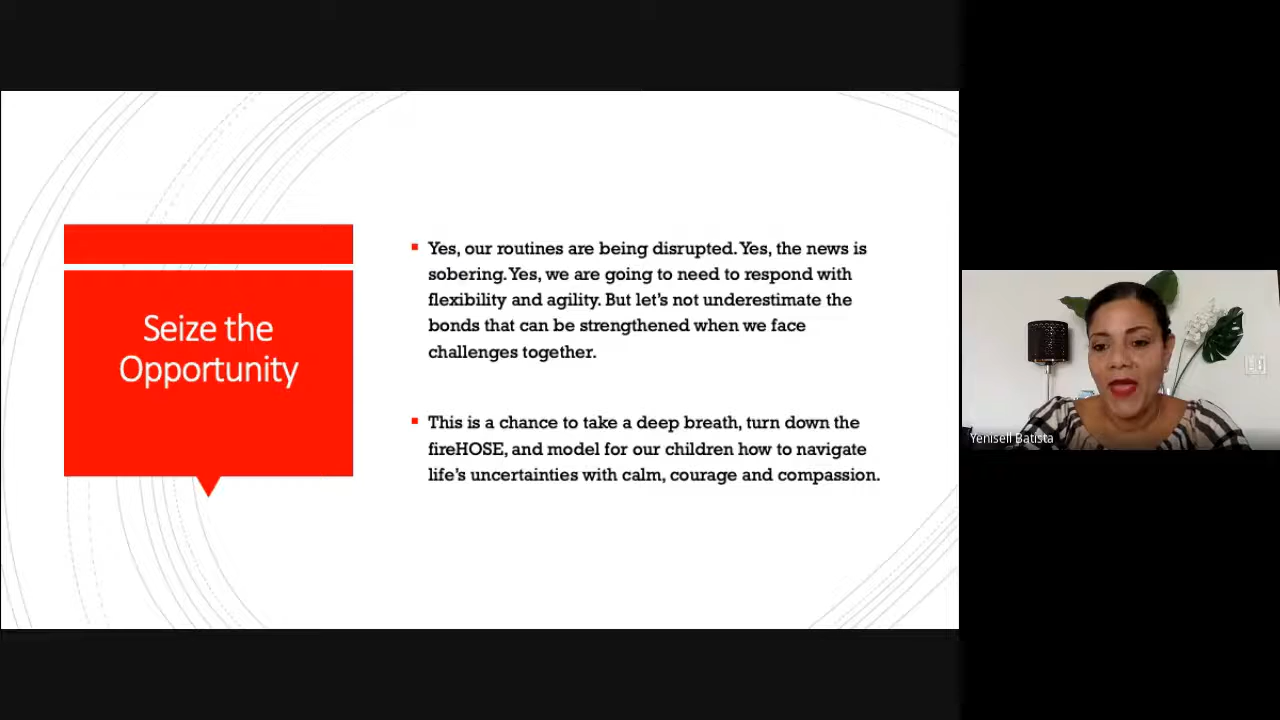 Seize the
Opportunity
Yes, our routines are being disrupted. Yes, the news is
sobering. Yes, we are going to need to respond with
flexibility and agility. But let's not underestimate the
bonds that can be strengthened when we face
challenges together.
This is a chance to take a deep breath, turn down the
fireHOSE, and model for our children how to navigate
life's uncertainties with calm, courage and compassion.
Yenisell Batista